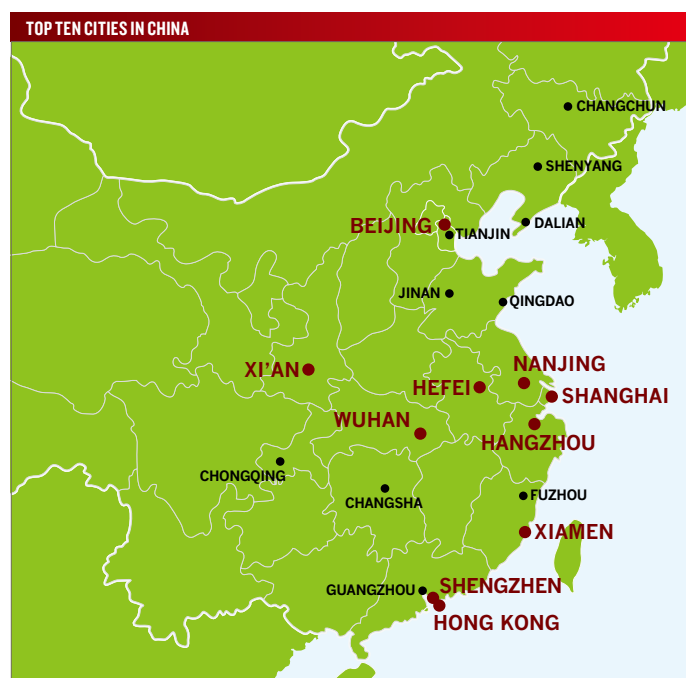 TOP TEN CITIES IN CHINA
CHANGCHUN
SHENYANG
BEIJING
DALIAN
TIANJIN
JINAN
QINGDAO
XI'AN
NANJING
HEFEI
SHANGHAI
WUHAN
HANGZHOU
CHONGQING
CHANGSHA
FUZHOU
XIAMEN
SHENGZHEN
GUANGZHOU
HONG KONG